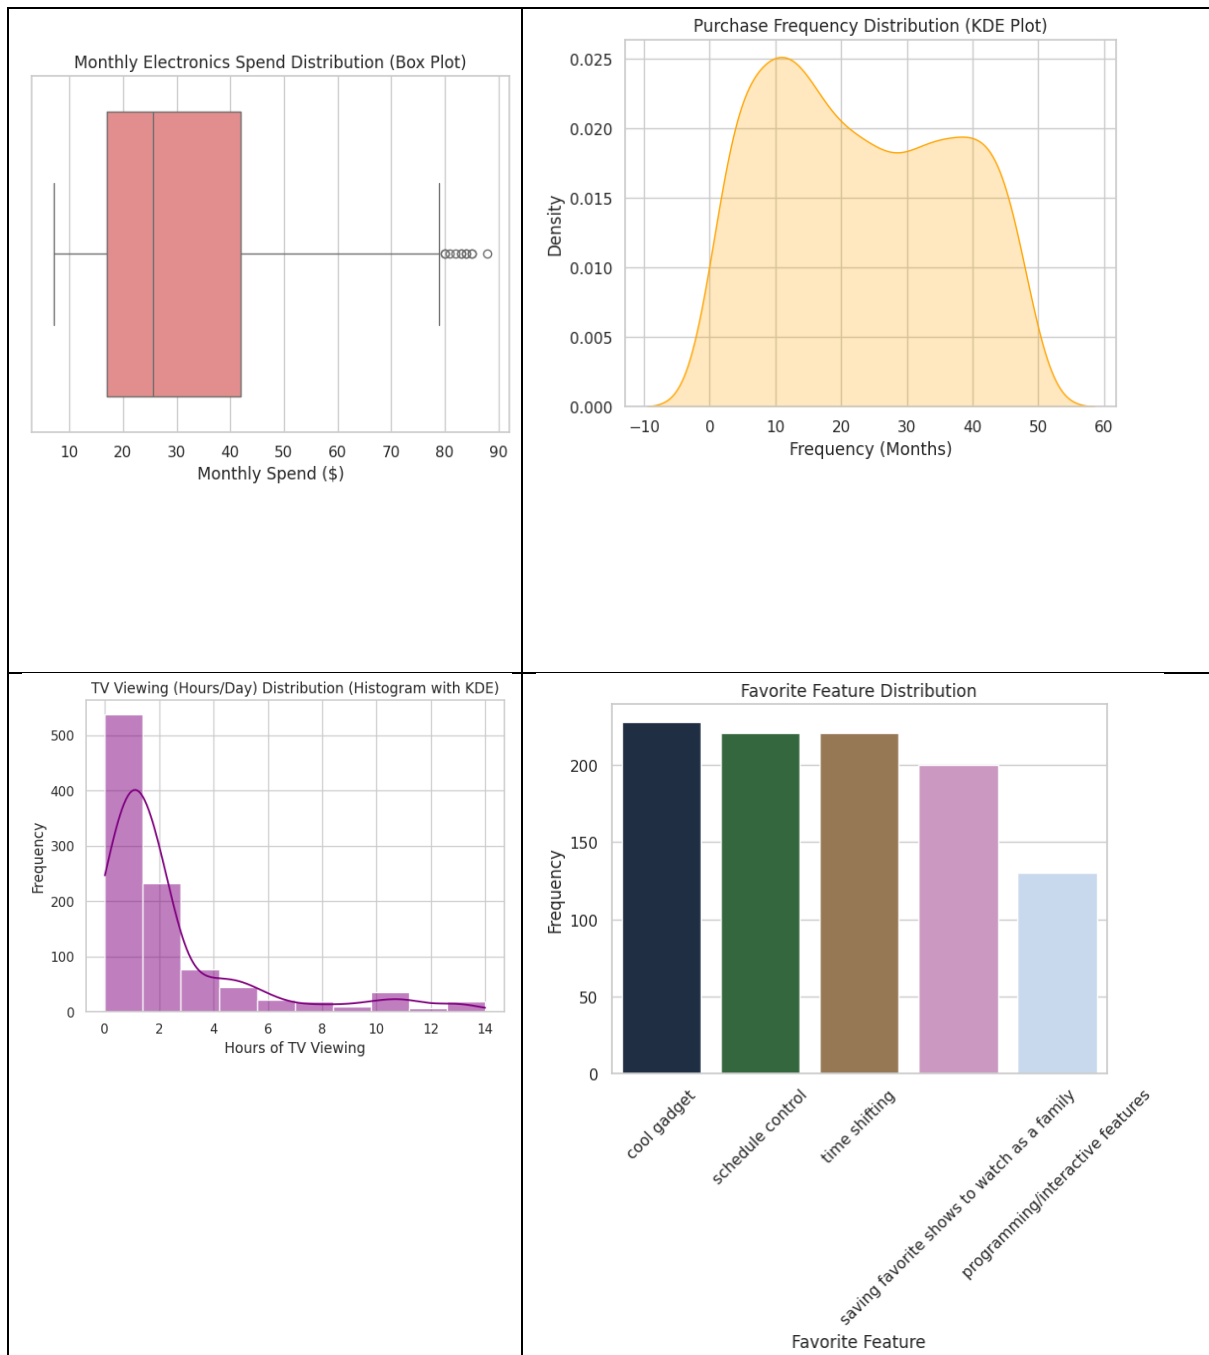 Monthly Electronics Spend Distribution (Box Plot)
10 20 30 40 50 60 70 80 90
Monthly Spend ($)
Purchase Frequency Distribution (KDE Plot)
0.025
0.020
0.015
0.010
0.005
0.000
Density
−10 0 10 20 30 40 50 60
Frequency (Months)
TV Viewing (Hours/Day) Distribution (Histogram with KDE)
500
400
300
200
100
0
Frequency
0 2 4 6 8 10 12 14
Hours of TV Viewing
Favorite Feature Distribution
200
150
100
50
0
Frequency
cool gadget
schedule control
time shifting
saving favorite shows to watch as a family
programming/interactive features
Favorite Feature